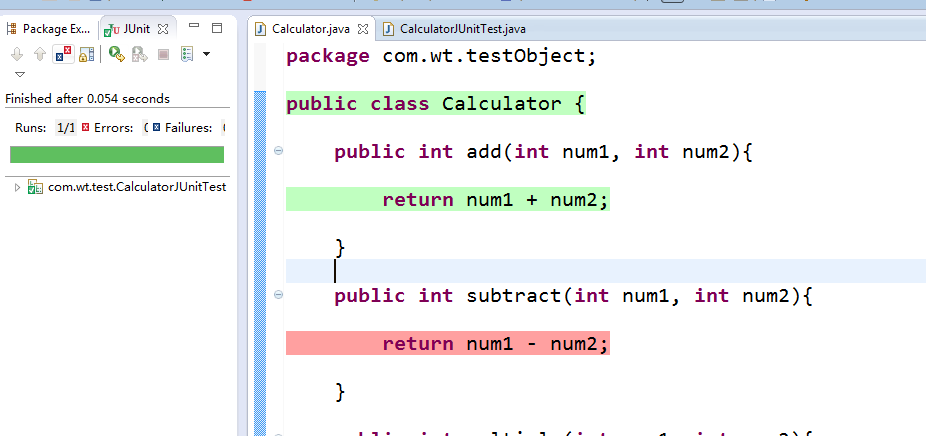 Package Ex... JUnit
Finished after 0.054 seconds
Runs: 1/1 Errors: Failures:
com.wt.test.CalculatorJUnitTest
Calculator.java CalculatorJUnitTest.java
package com.wt.testObject;
public class Calculator {
public int add(int num1, int num2){
return num1 + num2;
}
public int subtract(int num1, int num2){
return num1 - num2;
}